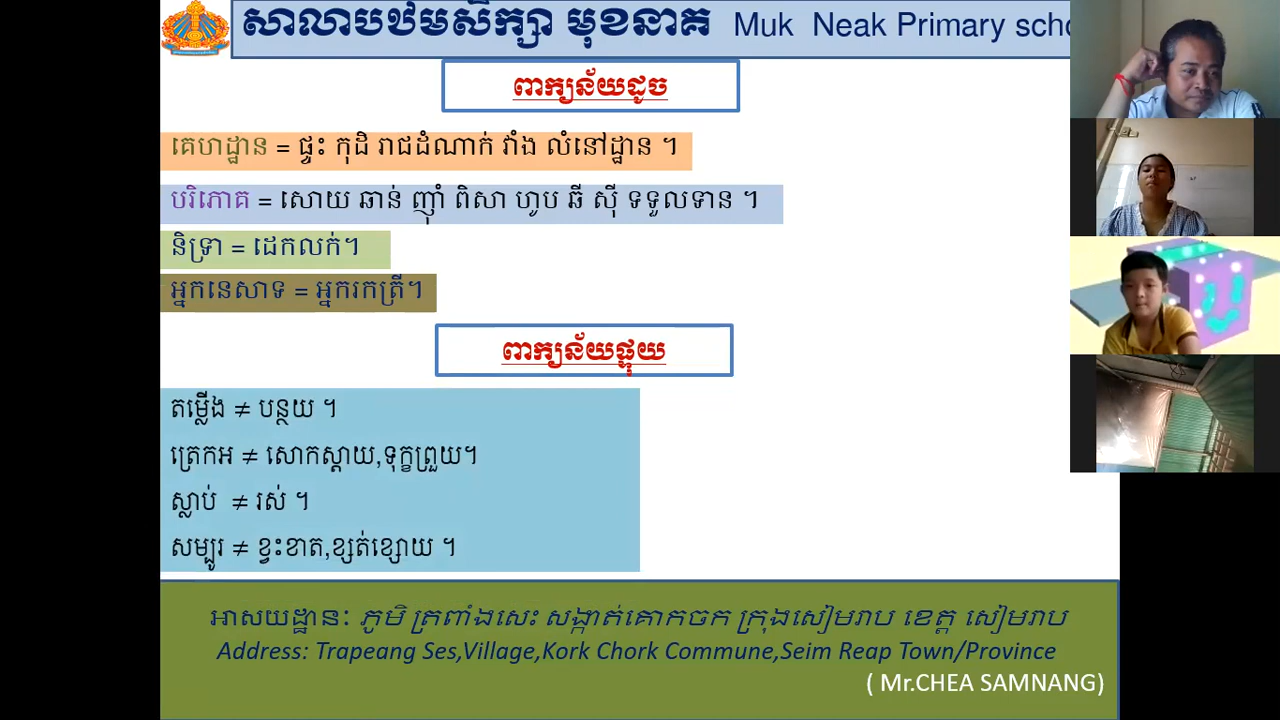 សាលាបឋមសិក្សា មុខនាគ Muk Neak Primary scho
ពាក្យន័យដូច
គេហដ្ឋាន = ផ្ទះ កុដិ រាជដំណាក់ វាំង លំនៅដ្ឋាន ។
បរិភោគ = សោយ ឆាន់ ញ៉ាំ ពិសា ហូប ឆី ស៊ី ទទួលទាន ។
និទ្រា = ដេកលក់។
អ្នកនេសាទ = អ្នករកត្រី។
ពាក្យន័យផ្ទុយ
តម្លើង ≠ បន្ថយ ។
ត្រេកអ ≠ សោកស្ដាយ,ទុក្ខព្រួយ។
ស្លាប់ ≠ រស់ ។
សម្បូរ ≠ ខ្វះខាត,ខ្សត់ខ្សោយ ។
អាសយដ្ឋាន: ភូមិ ត្រពាំងសេះ សង្កាត់គោកចក ក្រុងសៀមរាប ខេត្ត សៀមរាប
Address: Trapeang Ses,Village,Kork Chork Commune,Seim Reap Town/Province
( Mr.CHEA SAMNANG)